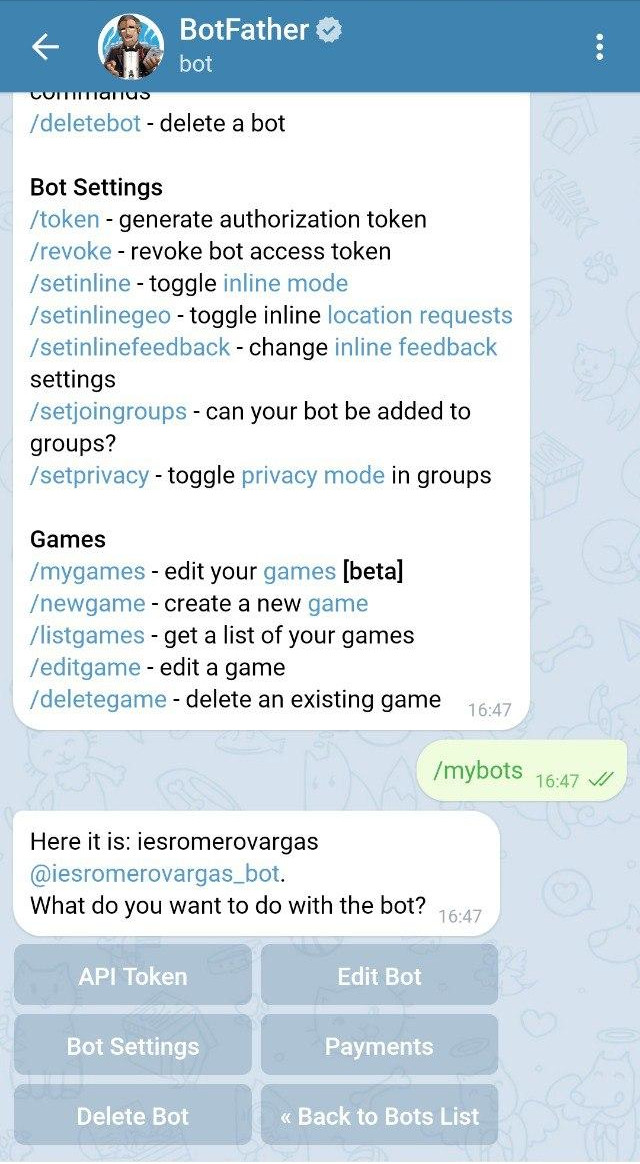 BotFather
bot
commands
/deletebot - delete a bot
Bot Settings
/token - generate authorization token
/revoke - revoke bot access token
/setinline - toggle inline mode
/setinlinegeo - toggle inline location requests
/setinlinefeedback - change inline feedback
settings
/setjoingroups - can your bot be added to
groups?
/setprivacy - toggle privacy mode in groups
Games
/mygames - edit your games [beta]
/newgame - create a new game
/listgames - get a list of your games
/editgame - edit a game
/deletegame - delete an existing game 16:47
/mybots 16:47
Here it is: iesromerovargas
@iesromerovargas_bot.
What do you want to do with the bot? 16:47
API Token Edit Bot
Bot Settings Payments
Delete Bot « Back to Bots List